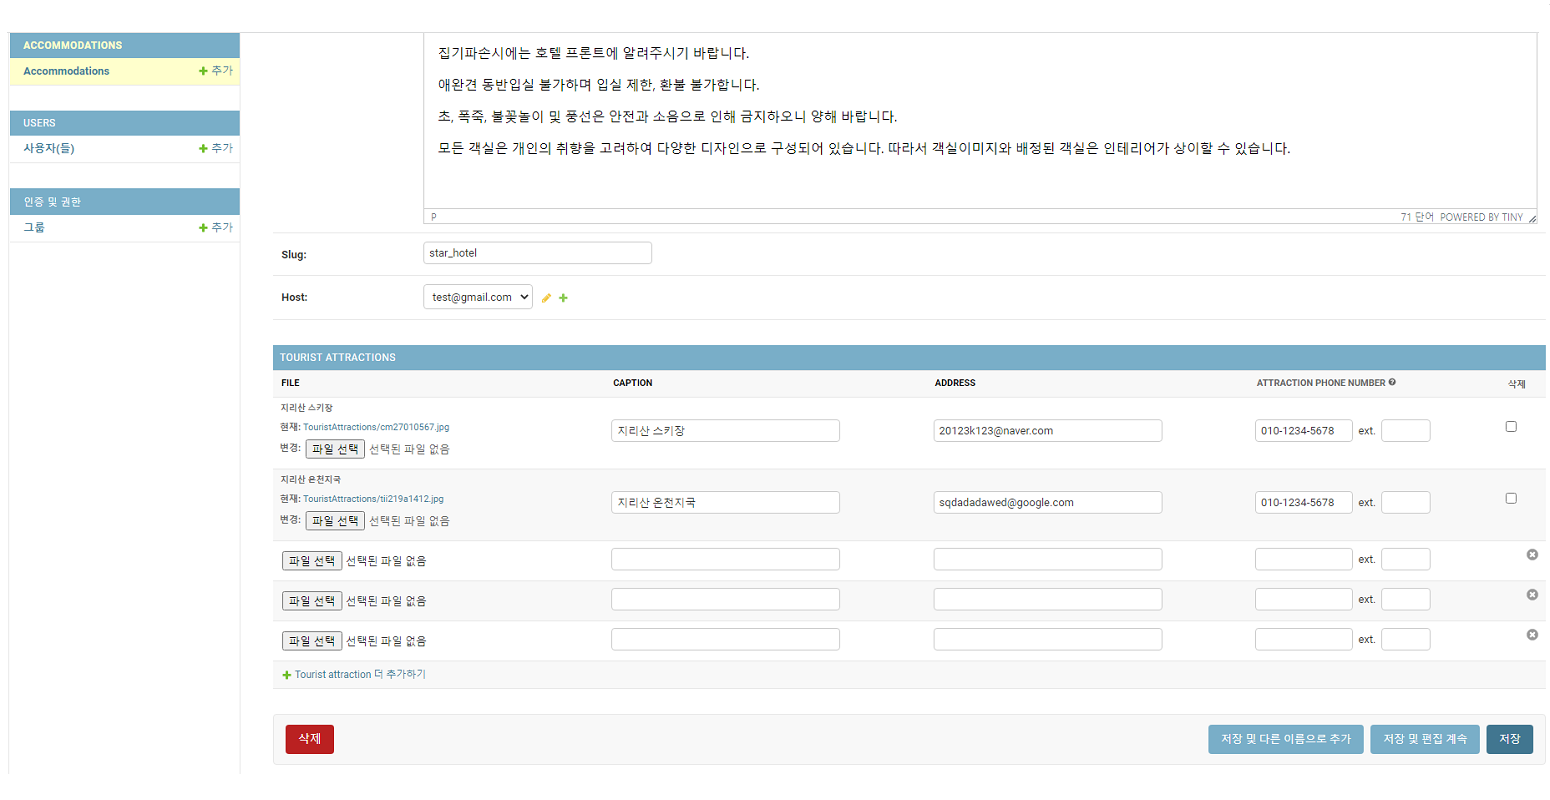 ACCOMMODATIONS
Accommodations 추가
USERS
사용자(들) 추가
인증 및 권한
그룹 추가
집기파손시에는 호텔 프론트에 알려주시기 바랍니다.
애완견 동반입실 불가하며 입실 제한, 환불 불가합니다.
초, 폭죽, 불꽃놀이 및 풍선은 안전과 소음으로 인해 금지하오니 양해 바랍니다.
모든 객실은 개인의 취향을 고려하여 다양한 디자인으로 구성되어 있습니다. 따라서 객실이미지와 배정된 객실은 인테리어가 상이할 수 있습니다.
P 71 단어 POWERED BY TINY
Slug: star_hotel
Host: test@gmail.com
TOURIST ATTRACTIONS
FILE CAPTION ADDRESS ATTRACTION PHONE NUMBER 삭제
지리산 스키장
현재: TouristAttractions/cm27010567.jpg
변경: 파일 선택 선택된 파일 없음 지리산 스키장 20123k123@naver.com 010-1234-5678 ext.
지리산 온천지국
현재: TouristAttractions/tii219a1412.jpg
변경: 파일 선택 선택된 파일 없음 지리산 온천지국 sqdadadawed@google.com 010-1234-5678 ext.
파일 선택 선택된 파일 없음 ext.
파일 선택 선택된 파일 없음 ext.
파일 선택 선택된 파일 없음 ext.
Tourist attraction 더 추가하기
삭제 저장 및 다른 이름으로 추가 저장 및 편집 계속 저장